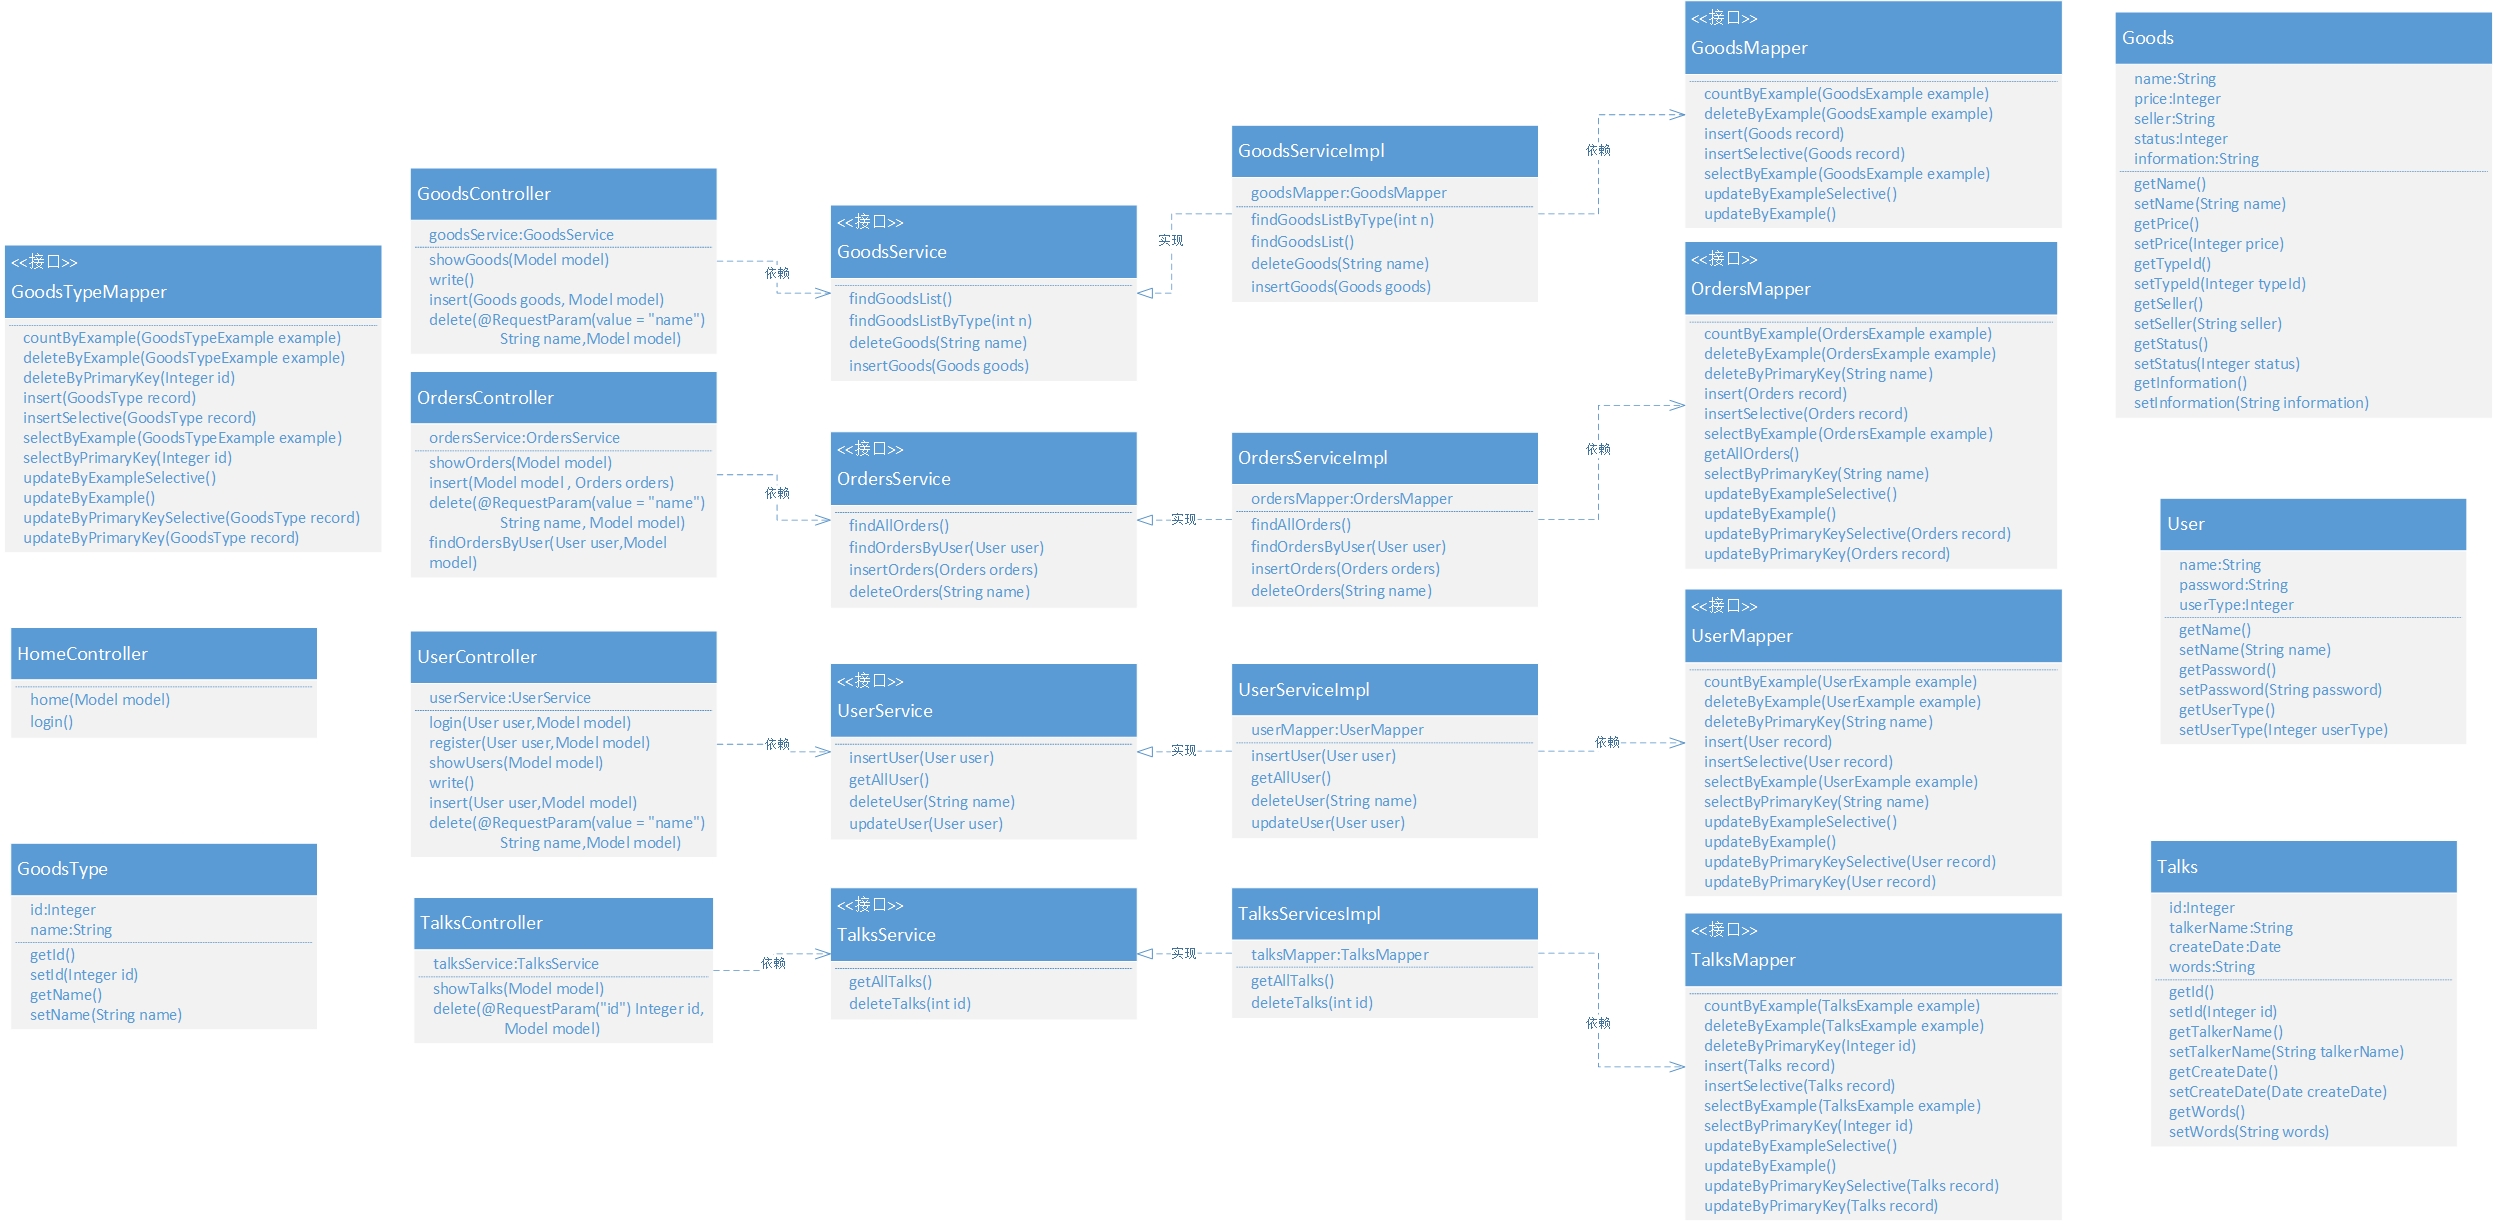 <<接口>>
GoodsTypeMapper
countByExample(GoodsTypeExample example)
deleteByExample(GoodsTypeExample example)
deleteByPrimaryKey(Integer id)
insert(GoodsType record)
insertSelective(GoodsType record)
selectByExample(GoodsTypeExample example)
selectByPrimaryKey(Integer id)
updateByExampleSelective()
updateByExample()
updateByPrimaryKeySelective(GoodsType record)
updateByPrimaryKey(GoodsType record)
HomeController
home(Model model)
login()
GoodsType
id:Integer
name:String
getId()
setId(Integer id)
getName()
setName(String name)
GoodsController
goodsService:GoodsService
showGoods(Model model)
write()
insert(Goods goods, Model model)
delete(@RequestParam(value = "name")
String name,Model model)
OrdersController
ordersService:OrdersService
showOrders(Model model)
insert(Model model , Orders orders)
delete(@RequestParam(value = "name")
String name, Model model)
findOrdersByUser(User user,Model
model)
UserController
userService:UserService
login(User user,Model model)
register(User user,Model model)
showUsers(Model model)
write()
insert(User user,Model model)
delete(@RequestParam(value = "name")
String name,Model model)
TalksController
talksService:TalksService
showTalks(Model model)
delete(@RequestParam("id") Integer id,
Model model)
依赖
依赖
依赖
依赖
<<接口>>
GoodsService
findGoodsList()
findGoodsListByType(int n)
deleteGoods(String name)
insertGoods(Goods goods)
<<接口>>
OrdersService
findAllOrders()
findOrdersByUser(User user)
insertOrders(Orders orders)
deleteOrders(String name)
<<接口>>
UserService
insertUser(User user)
getAllUser()
deleteUser(String name)
updateUser(User user)
<<接口>>
TalksService
getAllTalks()
deleteTalks(int id)
实现
实现
实现
实现
GoodsServiceImpl
goodsMapper:GoodsMapper
findGoodsListByType(int n)
findGoodsList()
deleteGoods(String name)
insertGoods(Goods goods)
OrdersServiceImpl
ordersMapper:OrdersMapper
findAllOrders()
findOrdersByUser(User user)
insertOrders(Orders orders)
deleteOrders(String name)
UserServiceImpl
userMapper:UserMapper
insertUser(User user)
getAllUser()
deleteUser(String name)
updateUser(User user)
TalksServicesImpl
talksMapper:TalksMapper
getAllTalks()
deleteTalks(int id)
依赖
依赖
依赖
依赖
<<接口>>
GoodsMapper
countByExample(GoodsExample example)
deleteByExample(GoodsExample example)
insert(Goods record)
insertSelective(Goods record)
selectByExample(GoodsExample example)
updateByExampleSelective()
updateByExample()
<<接口>>
OrdersMapper
countByExample(OrdersExample example)
deleteByExample(OrdersExample example)
deleteByPrimaryKey(String name)
insert(Orders record)
insertSelective(Orders record)
selectByExample(OrdersExample example)
getAllOrders()
selectByPrimaryKey(String name)
updateByExampleSelective()
updateByExample()
updateByPrimaryKeySelective(Orders record)
updateByPrimaryKey(Orders record)
<<接口>>
UserMapper
countByExample(UserExample example)
deleteByExample(UserExample example)
deleteByPrimaryKey(String name)
insert(User record)
insertSelective(User record)
selectByExample(UserExample example)
selectByPrimaryKey(String name)
updateByExampleSelective()
updateByExample()
updateByPrimaryKeySelective(User record)
updateByPrimaryKey(User record)
<<接口>>
TalksMapper
countByExample(TalksExample example)
deleteByExample(TalksExample example)
deleteByPrimaryKey(Integer id)
insert(Talks record)
insertSelective(Talks record)
selectByExample(TalksExample example)
selectByPrimaryKey(Integer id)
updateByExampleSelective()
updateByExample()
updateByPrimaryKeySelective(Talks record)
updateByPrimaryKey(Talks record)
Goods
name:String
price:Integer
seller:String
status:Integer
information:String
getName()
setName(String name)
getPrice()
setPrice(Integer price)
getTypeId()
setTypeId(Integer typeId)
getSeller()
setSeller(String seller)
getStatus()
setStatus(Integer status)
getInformation()
setInformation(String information)
User
name:String
password:String
userType:Integer
getName()
setName(String name)
getPassword()
setPassword(String password)
getUserType()
setUserType(Integer userType)
Talks
id:Integer
talkerName:String
createDate:Date
words:String
getId()
setId(Integer id)
getTalkerName()
setTalkerName(String talkerName)
getCreateDate()
setCreateDate(Date createDate)
getWords()
setWords(String words)